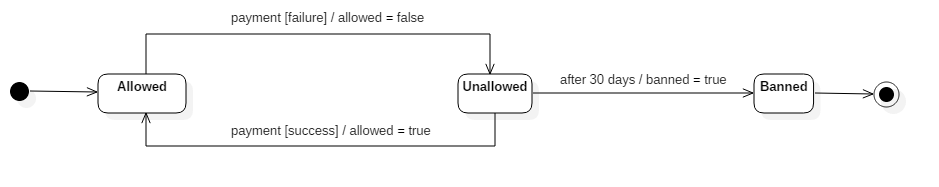 payment [failure] / allowed = false
Allowed
Unallowed
after 30 days / banned = true
Banned
payment [success] / allowed = true